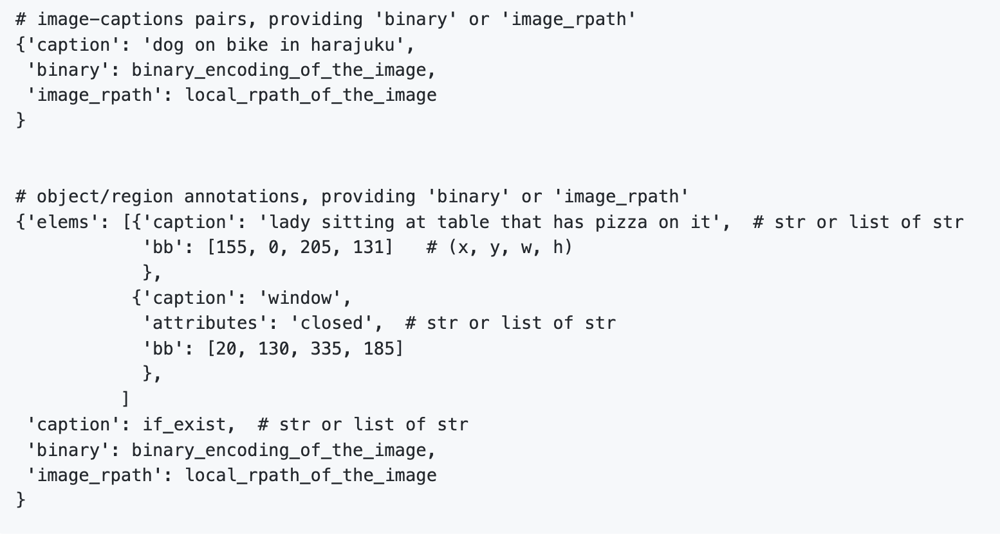 # image-captions pairs, providing 'binary' or 'image_rpath'
{'caption': 'dog on bike in harajuku',
 'binary': binary_encoding_of_the_image,
 'image_rpath': local_rpath_of_the_image
}

# object/region annotations, providing 'binary' or 'image_rpath'
{'elems': [{'caption': 'lady sitting at table that has pizza on it',  # str or list of str
            'bb': [155, 0, 205, 131]   # (x, y, w, h)
            },
           {'caption': 'window',
            'attributes': 'closed',  # str or list of str
            'bb': [20, 130, 335, 185]
            },
          ]
 'caption': if_exist,  # str or list of str
 'binary': binary_encoding_of_the_image,
 'image_rpath': local_rpath_of_the_image
}